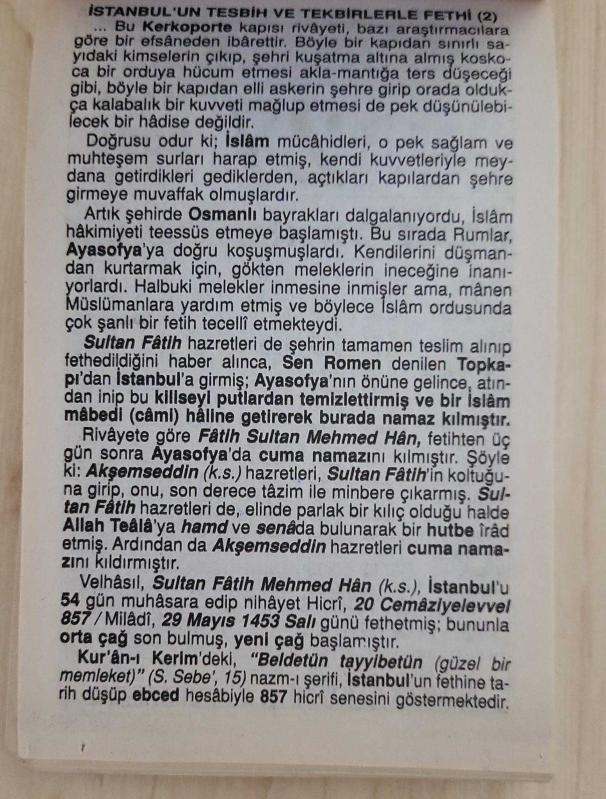 İSTANBUL'UN TESBİH VE TEKBİRLERLE FETHİ (2)
... Bu Kerkoporte kapısı rivâyeti, bazı araştırmacılara
göre bir efsâneden ibârettir. Böyle bir kapıdan sınırlı sa-
yıdaki kimselerin çıkıp, şehri kuşatma altına almış kosko-
ca bir orduya hücum etmesi akla-mantığa ters düşeceği
gibi, böyle bir kapıdan elli askerin şehre girip orada olduk-
ça kalabalık bir kuvveti mağlup etmesi de pek düşünülebi-
lecek bir hâdise değildir.
Doğrusu odur ki; İslâm mücâhidleri, o pek sağlam ve
muhteşem surları harap etmiş, kendi kuvvetleriyle mey-
dana getirdikleri gediklerden, açtıkları kapılardan şehre
girmeye muvaffak olmuşlardır.
Artık şehirde Osmanlı bayrakları dalgalanıyordu, İslâm
hâkimiyeti teessüs etmeye başlamıştı. Bu sırada Rumlar,
Ayasofya'ya doğru koşuşmuşlardı. Kendilerini düşman-
dan kurtarmak için, gökten meleklerin ineceğine inanı-
yorlardı. Halbuki melekler inmesine inmişler ama, mânen
Müslümanlara yardım etmiş ve böylece İslâm ordusunda
çok şanlı bir fetih tecellî etmekteydi.
Sultan Fâtih hazretleri de şehrin tamamen teslim alınıp
fethedildiğini haber alınca, Sen Romen denilen Topka-
pı'dan İstanbul'a girmiş; Ayasofya'nın önüne gelince, atın-
dan inip bu kiliseyi putlardan temizlettirmiş ve bir İslâm
mâbedi (câmi) hâline getirerek burada namaz kılmıştır.
Rivâyete göre Fâtih Sultan Mehmed Hân, fetihten üç
gün sonra Ayasofya'da cuma namazını kılmıştır. Şöyle
ki: Akşemseddin (k.s.) hazretleri, Sultan Fâtih'in koltuğu-
na girip, onu, son derece tâzim ile minbere çıkarmış. Sul-
tan Fâtih hazretleri de, elinde parlak bir kılıç olduğu halde
Allah Teâlâ'ya hamd ve senâda bulunarak bir hutbe îrâd
etmiş. Ardından da Akşemseddin hazretleri cuma nama-
zını kıldırmıştır.
Velhâsıl, Sultan Fâtih Mehmed Hân (k.s.), İstanbul'u
54 gün muhâsara edip nihâyet Hicrî, 20 Cemâziyelevvel
857 / Milâdî, 29 Mayıs 1453 Salı günü fethetmiş; bununla
orta çağ son bulmuş, yeni çağ başlamıştır.
Kur'ân-ı Kerîm'deki, "Beldetün tayyibetün (güzel bir
memleket)" (S. Sebe', 15) nazm-ı şerîfi, İstanbul'un fethine ta-
rih düşüp ebced hesâbiyle 857 hicrî senesini göstermektedir.